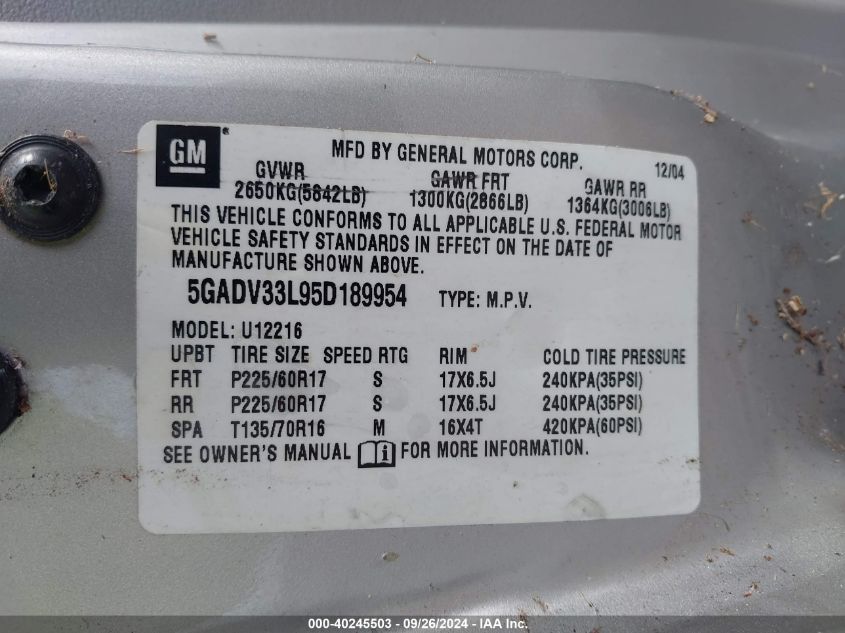 GM
MFD BY GENERAL MOTORS CORP.
12/04
GVWR
GAWR FRT
GAWR RR
2650KG(5842LB)
1300KG(2866LB)
1364KG(3006LB)
THIS VEHICLE CONFORMS TO ALL APPLICABLE U.S. FEDERAL MOTOR
VEHICLE SAFETY STANDARDS IN EFFECT ON THE DATE OF
MANUFACTURE SHOWN ABOVE.
5GADV33L95D189954 TYPE: M.P.V.
MODEL: U12216
UPBT TIRE SIZE SPEED RTG RIM COLD TIRE PRESSURE
FRT P225/60R17 S 17X6.5J 240KPA(35PSI)
RR P225/60R17 S 17X6.5J 240KPA(35PSI)
SPA T135/70R16 M 16X4T 420KPA(60PSI)
SEE OWNER'S MANUAL i FOR MORE INFORMATION.
000-40245503 - 09/26/2024 - IAA Inc.